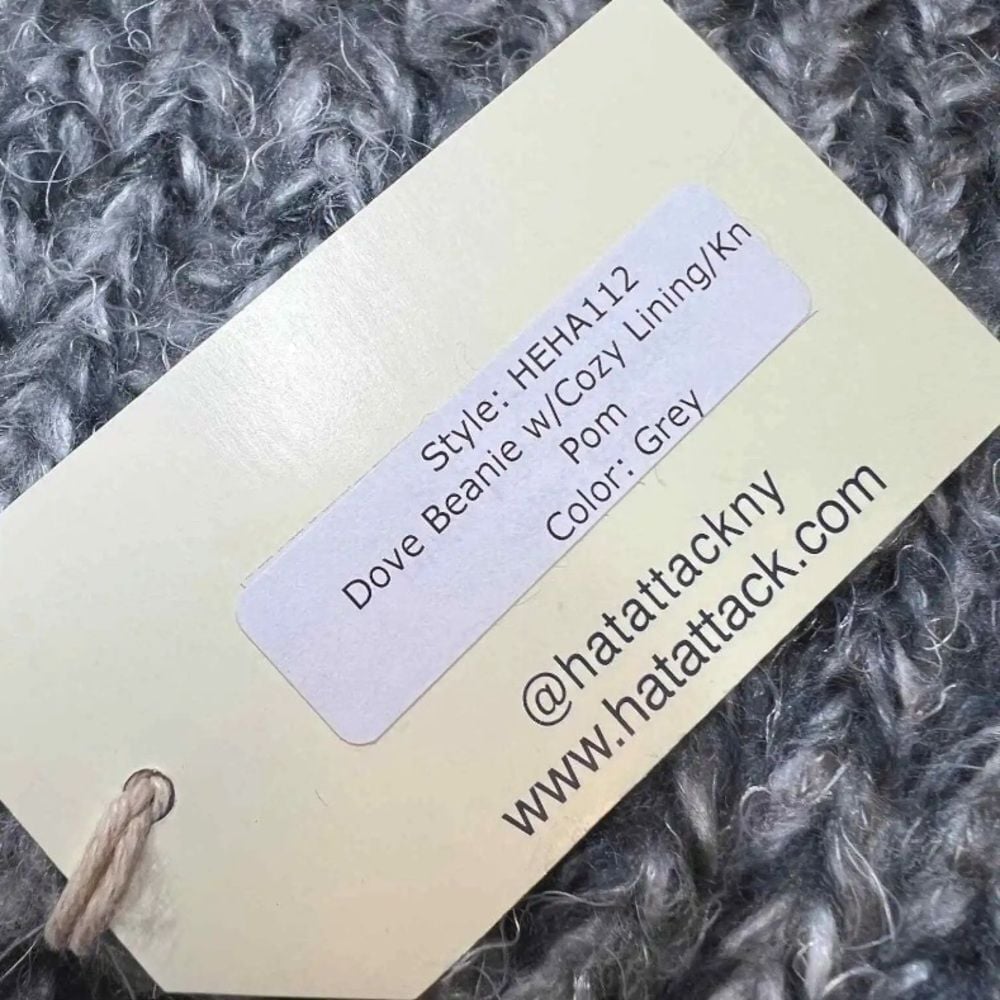 Style: HEHA112
Dove Beanie w/Cozy Lining/Kn
Pom
Color: Grey
@hatattackny
www.hatattack.com